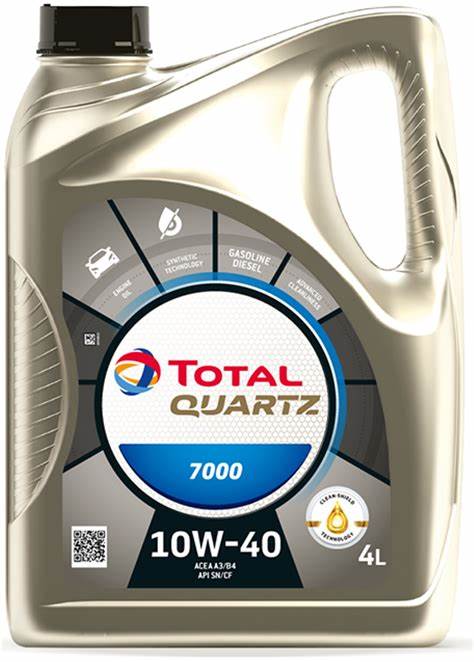 ENGINE
OIL
SYNTHETIC
TECHNOLOGY
GASOLINE
DIESEL
ADVANCED
CLEANLINESS
TOTAL
QUARTZ
7000
CLEAN-SHIELD
TECHNOLOGY
10W-40
ACEA A3/B4
API SN/CF
4L